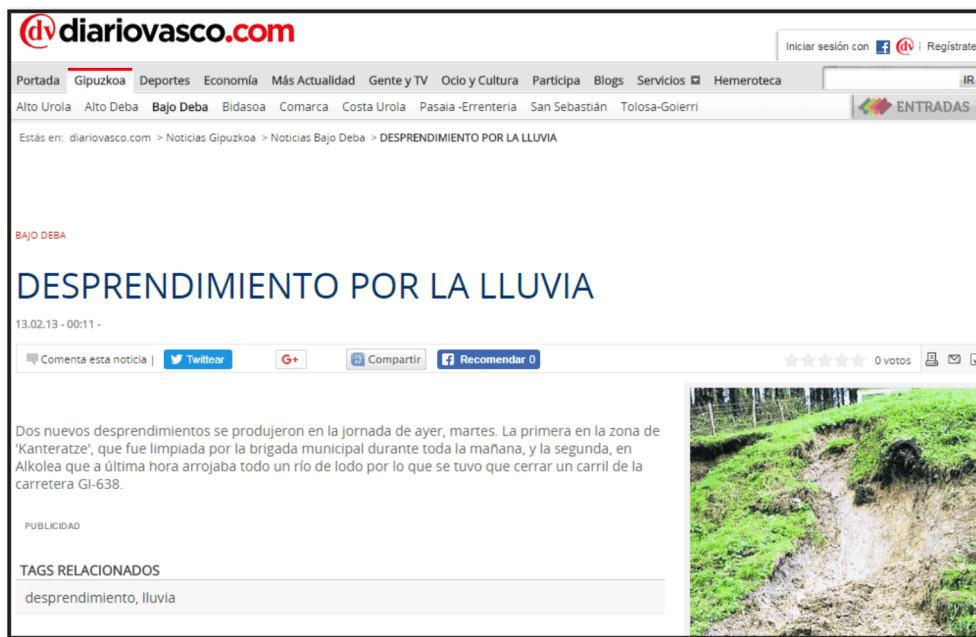 dv diariovasco.com
Iniciar sesión con dv | Regístrate
Portada Gipuzkoa Deportes Economía Más Actualidad Gente y TV Ocio y Cultura Participa Blogs Servicios Hemeroteca IR
Alto Urola Alto Deba Bajo Deba Bidasoa Comarca Costa Urola Pasaia -Errenteria San Sebastián Tolosa-Goierri ENTRADAS
Estás en: diariovasco.com > Noticias Gipuzkoa > Noticias Bajo Deba > DESPRENDIMIENTO POR LA LLUVIA
BAJO DEBA
DESPRENDIMIENTO POR LA LLUVIA
13.02.13 - 00:11 -
Comenta esta noticia | Twittear G+ Compartir Recomendar 0 0 votos
Dos nuevos desprendimientos se produjeron en la jornada de ayer, martes. La primera en la zona de
'Kanteratze', que fue limpiada por la brigada municipal durante toda la mañana, y la segunda, en
Alkolea que a última hora arrojaba todo un río de lodo por lo que se tuvo que cerrar un carril de la
carretera GI-638.
PUBLICIDAD
TAGS RELACIONADOS
desprendimiento, lluvia